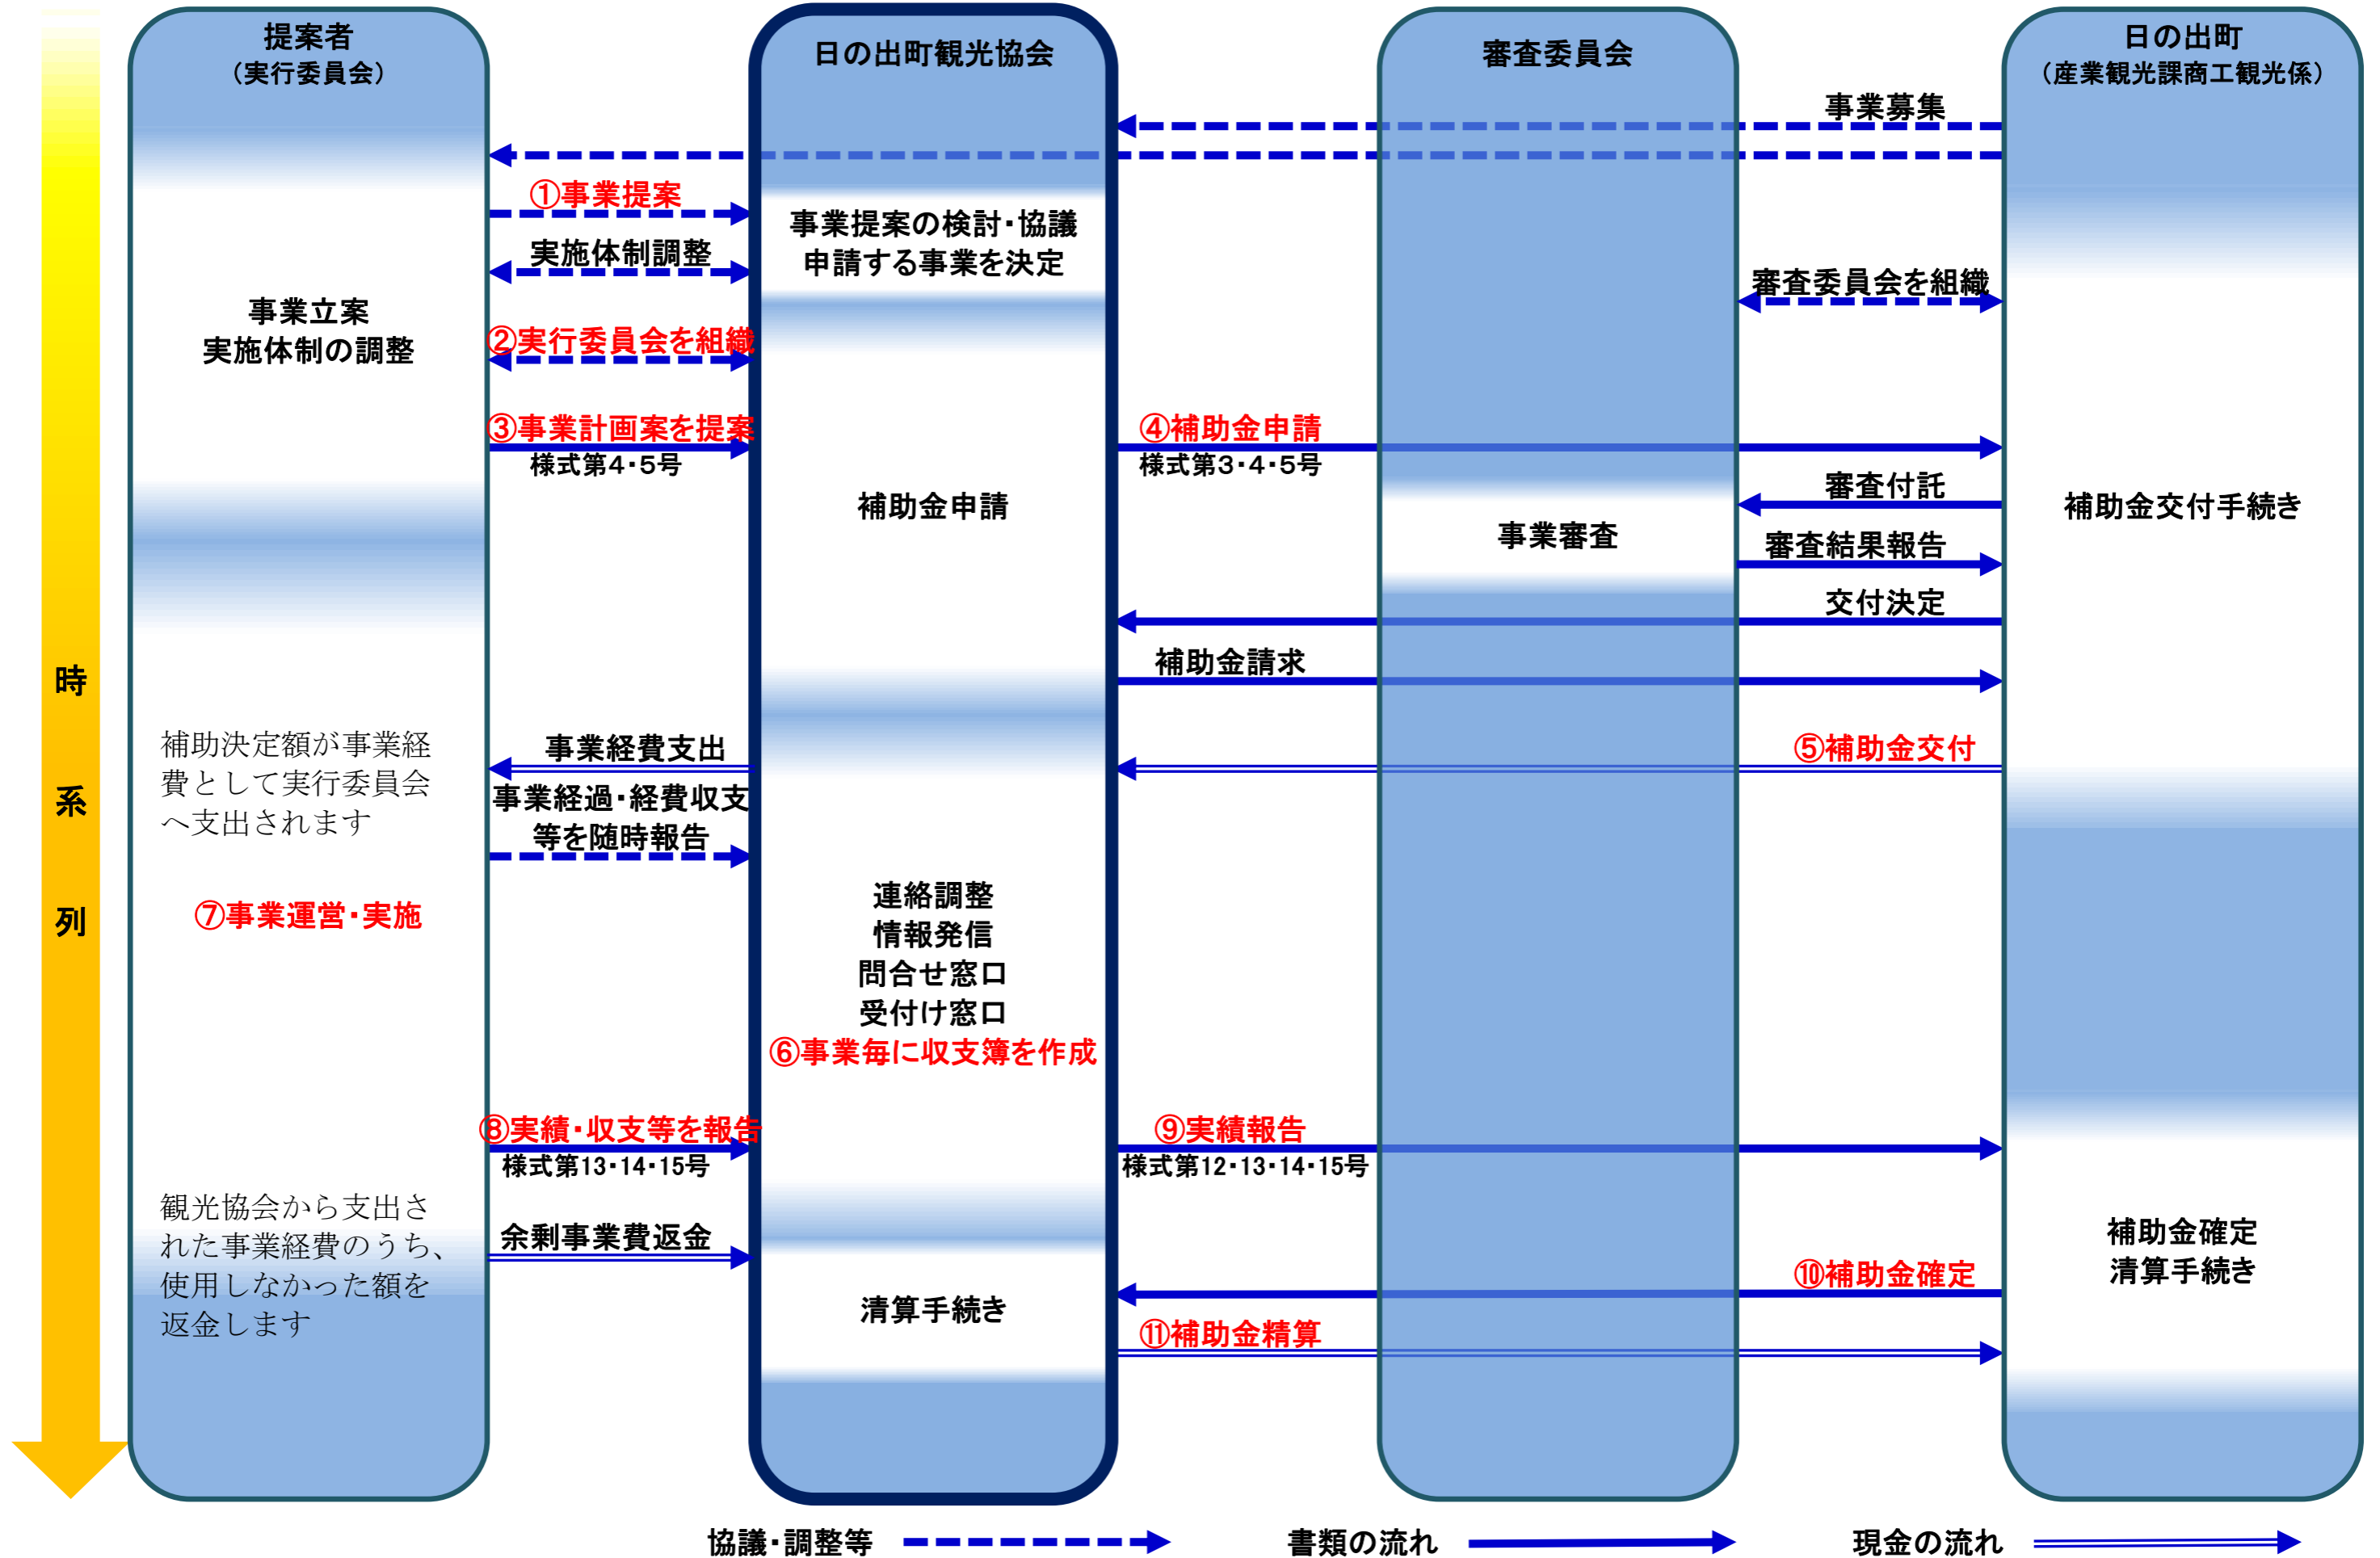 提案者
（実行委員会）
日の出町観光協会
審査委員会
日の出町
（産業観光課商工観光係）
事業募集
①事業提案
事業提案の検討・協議
申請する事業を決定
実施体制調整
審査委員会を組織
事業立案
実施体制の調整
②実行委員会を組織
③事業計画案を提案
様式第4・5号
④補助金申請
様式第3・4・5号
補助金申請
審査付託
補助金交付手続き
事業審査
審査結果報告
交付決定
補助金請求
時
系
列
補助決定額が事業経
費として実行委員会
へ支出されます
事業経費支出
⑤補助金交付
事業経過・経費収支
等を随時報告
⑦事業運営・実施
連絡調整
情報発信
問合せ窓口
受付け窓口
⑥事業毎に収支簿を作成
⑧実績・収支等を報告
様式第13・14・15号
⑨実績報告
様式第12・13・14・15号
観光協会から支出さ
れた事業経費のうち、
使用しなかった額を
返金します
余剰事業費返金
補助金確定
清算手続き
清算手続き
⑩補助金確定
⑪補助金精算
協議・調整等
書類の流れ
現金の流れ